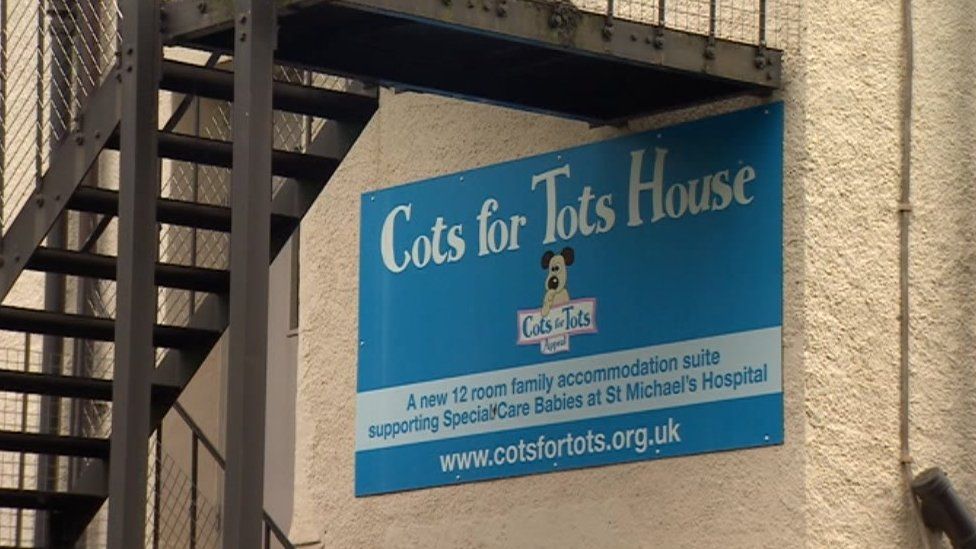 Cots for Tots House
Cots for Tots
Appeal
A new 12 room family accommodation suite
supporting Special Care Babies at St Michael's Hospital
www.cotsfortots.org.uk